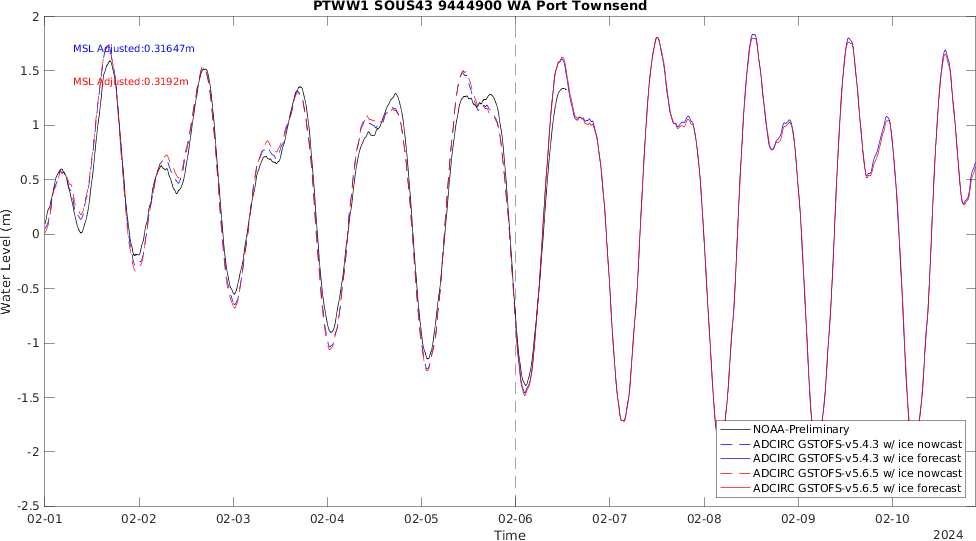 PTWW1 SOUS43 9444900 WA Port Townsend
MSL Adjusted:0.31647m
MSL Adjusted:0.3192m
Water Level (m)
2
1.5
1
0.5
0
-0.5
-1
-1.5
-2
-2.5
NOAA-Preliminary
ADCIRC GSTOFS-v5.4.3 w/ ice nowcast
ADCIRC GSTOFS-v5.4.3 w/ ice forecast
ADCIRC GSTOFS-v5.6.5 w/ ice nowcast
ADCIRC GSTOFS-v5.6.5 w/ ice forecast
02-01 02-02 02-03 02-04 02-05 02-06 02-07 02-08 02-09 02-10
Time
2024